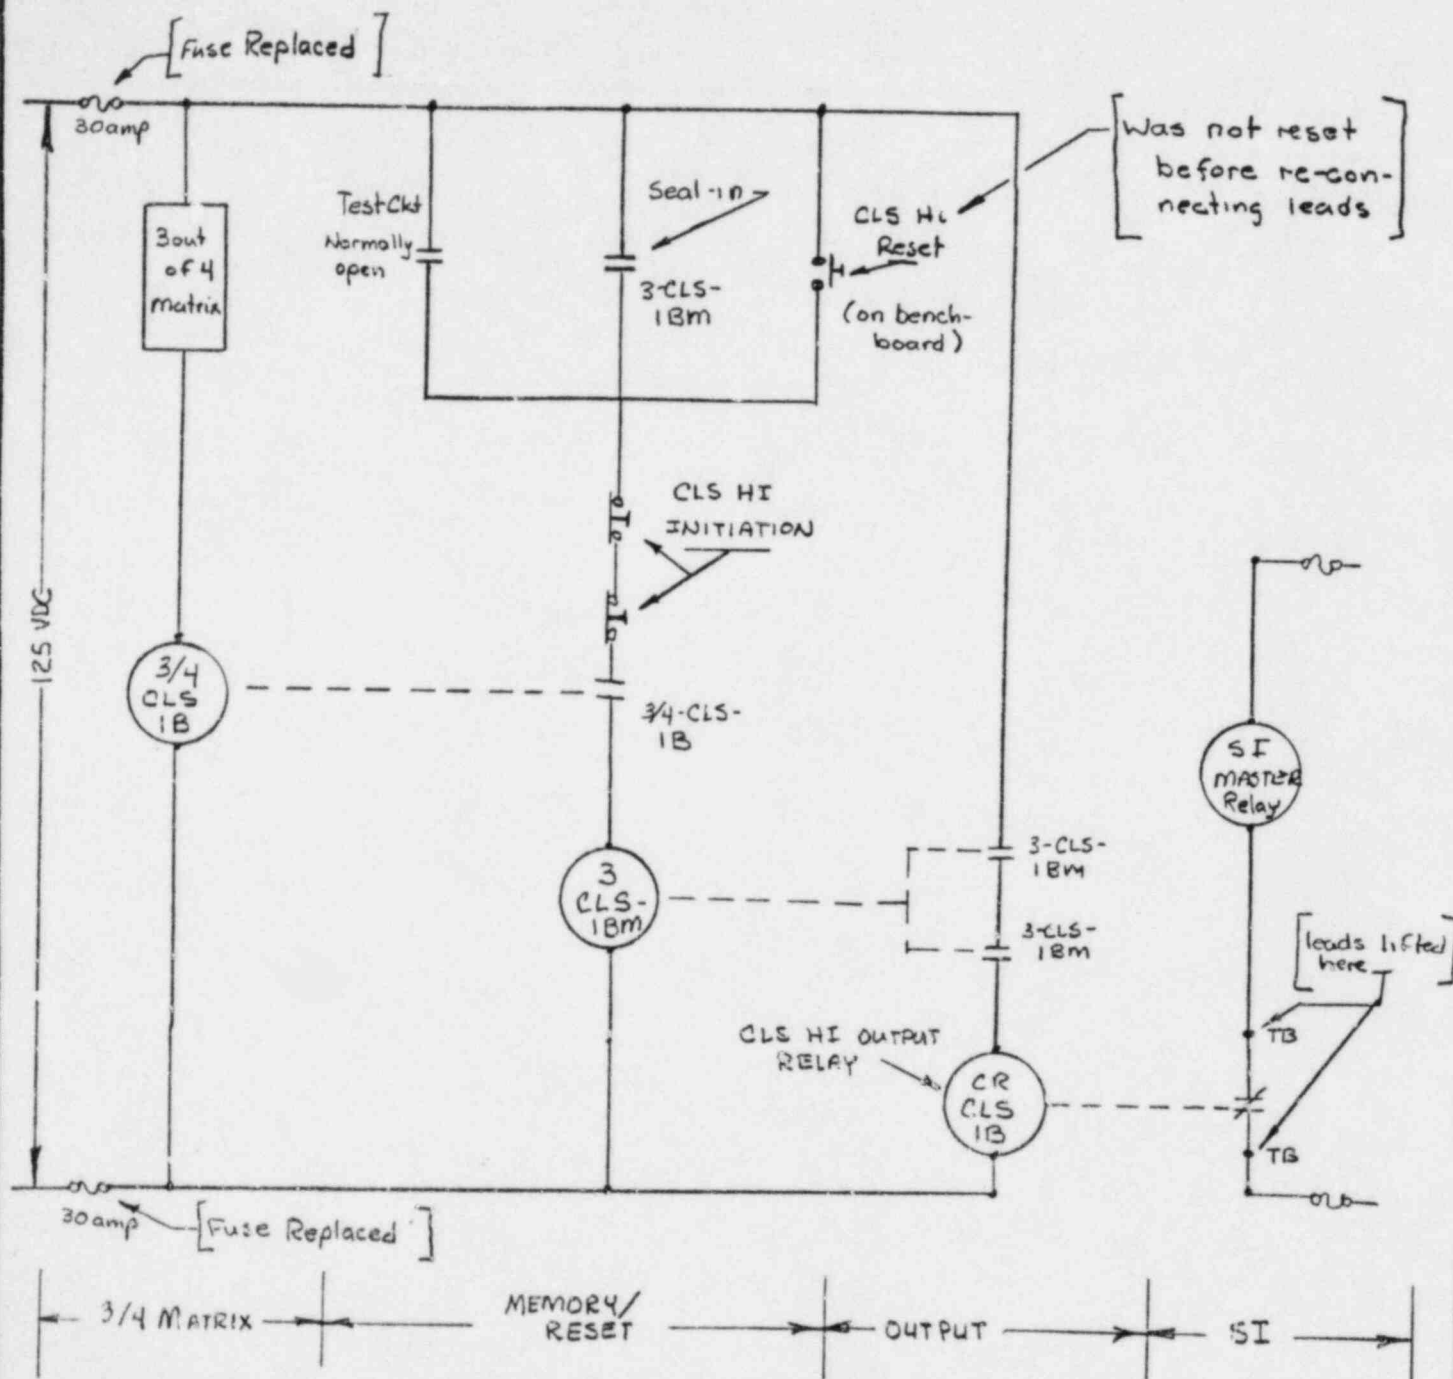 [Fuse Replaced]
30amp
[Was not reset
before re-con-
necting leads]
Test Ckt
Normally
open
Seal-in
3-CLS-
1Bm
CLS Hi
Reset
(on bench-
board)
3 out
of 4
matrix
CLS HI
INITIATION
125 VDC
3/4
CLS
1B
3/4-CLS-
1B
SI
MASTER
Relay
3
CLS-
1Bm
3-CLS-
1Bm
3-CLS-
1Bm
[leads lifted
here]
TB
CLS HI OUTPUT
RELAY
CR
CLS
1B
TB
30amp
[Fuse Replaced]
3/4 MATRIX
MEMORY/
RESET
OUTPUT
SI